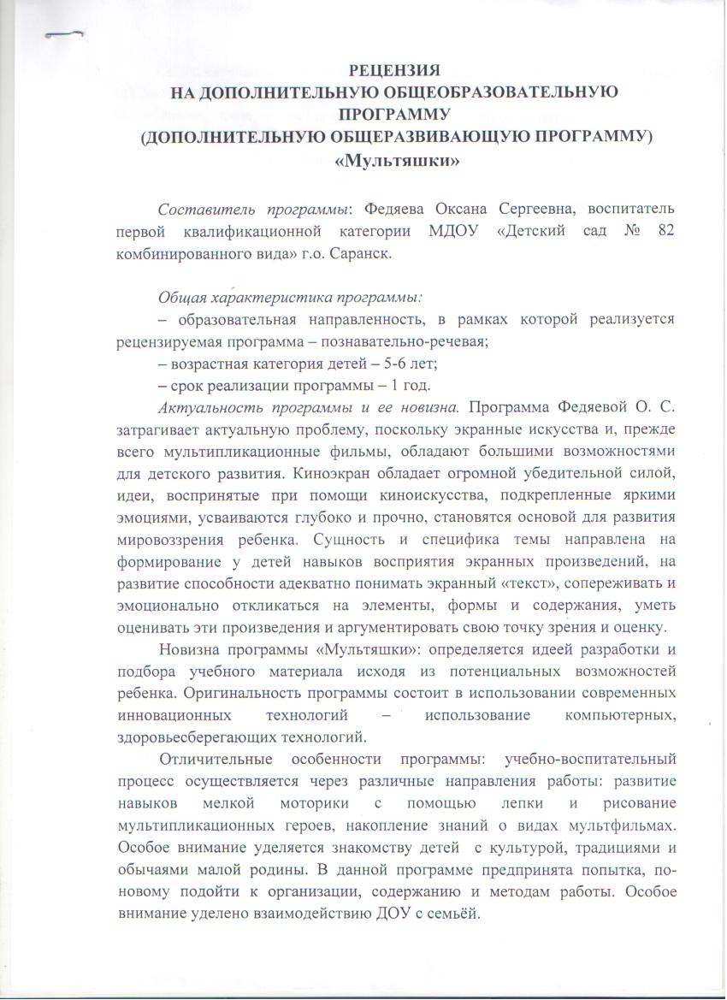 РЕЦЕНЗИЯ
НА ДОПОЛНИТЕЛЬНУЮ ОБЩЕОБРАЗОВАТЕЛЬНУЮ
ПРОГРАММУ
(ДОПОЛНИТЕЛЬНУЮ ОБЩЕРАЗВИВАЮЩУЮ ПРОГРАММУ)
«Мультяшки»
Составитель программы: Федяева Оксана Сергеевна, воспитатель
первой квалификационной категории МДОУ «Детский сад № 82
комбинированного вида» г.о. Саранск.
Общая характеристика программы:
– образовательная направленность, в рамках которой реализуется
рецензируемая программа – познавательно-речевая;
– возрастная категория детей – 5-6 лет;
– срок реализации программы – 1 год.
Актуальность программы и ее новизна. Программа Федяевой О. С.
затрагивает актуальную проблему, поскольку экранные искусства и, прежде
всего мультипликационные фильмы, обладают большими возможностями
для детского развития. Киноэкран обладает огромной убедительной силой,
идеи, воспринятые при помощи киноискусства, подкрепленные яркими
эмоциями, усваиваются глубоко и прочно, становятся основой для развития
мировоззрения ребенка. Сущность и специфика темы направлена на
формирование у детей навыков восприятия экранных произведений, на
развитие способности адекватно понимать экранный «текст», сопереживать и
эмоционально откликаться на элементы, формы и содержания, уметь
оценивать эти произведения и аргументировать свою точку зрения и оценку.
Новизна программы «Мультяшки»: определяется идеей разработки и
подбора учебного материала исходя из потенциальных возможностей
ребенка. Оригинальность программы состоит в использовании современных
инновационных технологий – использование компьютерных,
здоровьесберегающих технологий.
Отличительные особенности программы: учебно-воспитательный
процесс осуществляется через различные направления работы: развитие
навыков мелкой моторики с помощью лепки и рисование
мультипликационных героев, накопление знаний о видах мультфильмах.
Особое внимание уделяется знакомству детей с культурой, традициями и
обычаями малой родины. В данной программе предпринята попытка, по-
новому подойти к организации, содержанию и методам работы. Особое
внимание уделено взаимодействию ДОУ с семьёй.